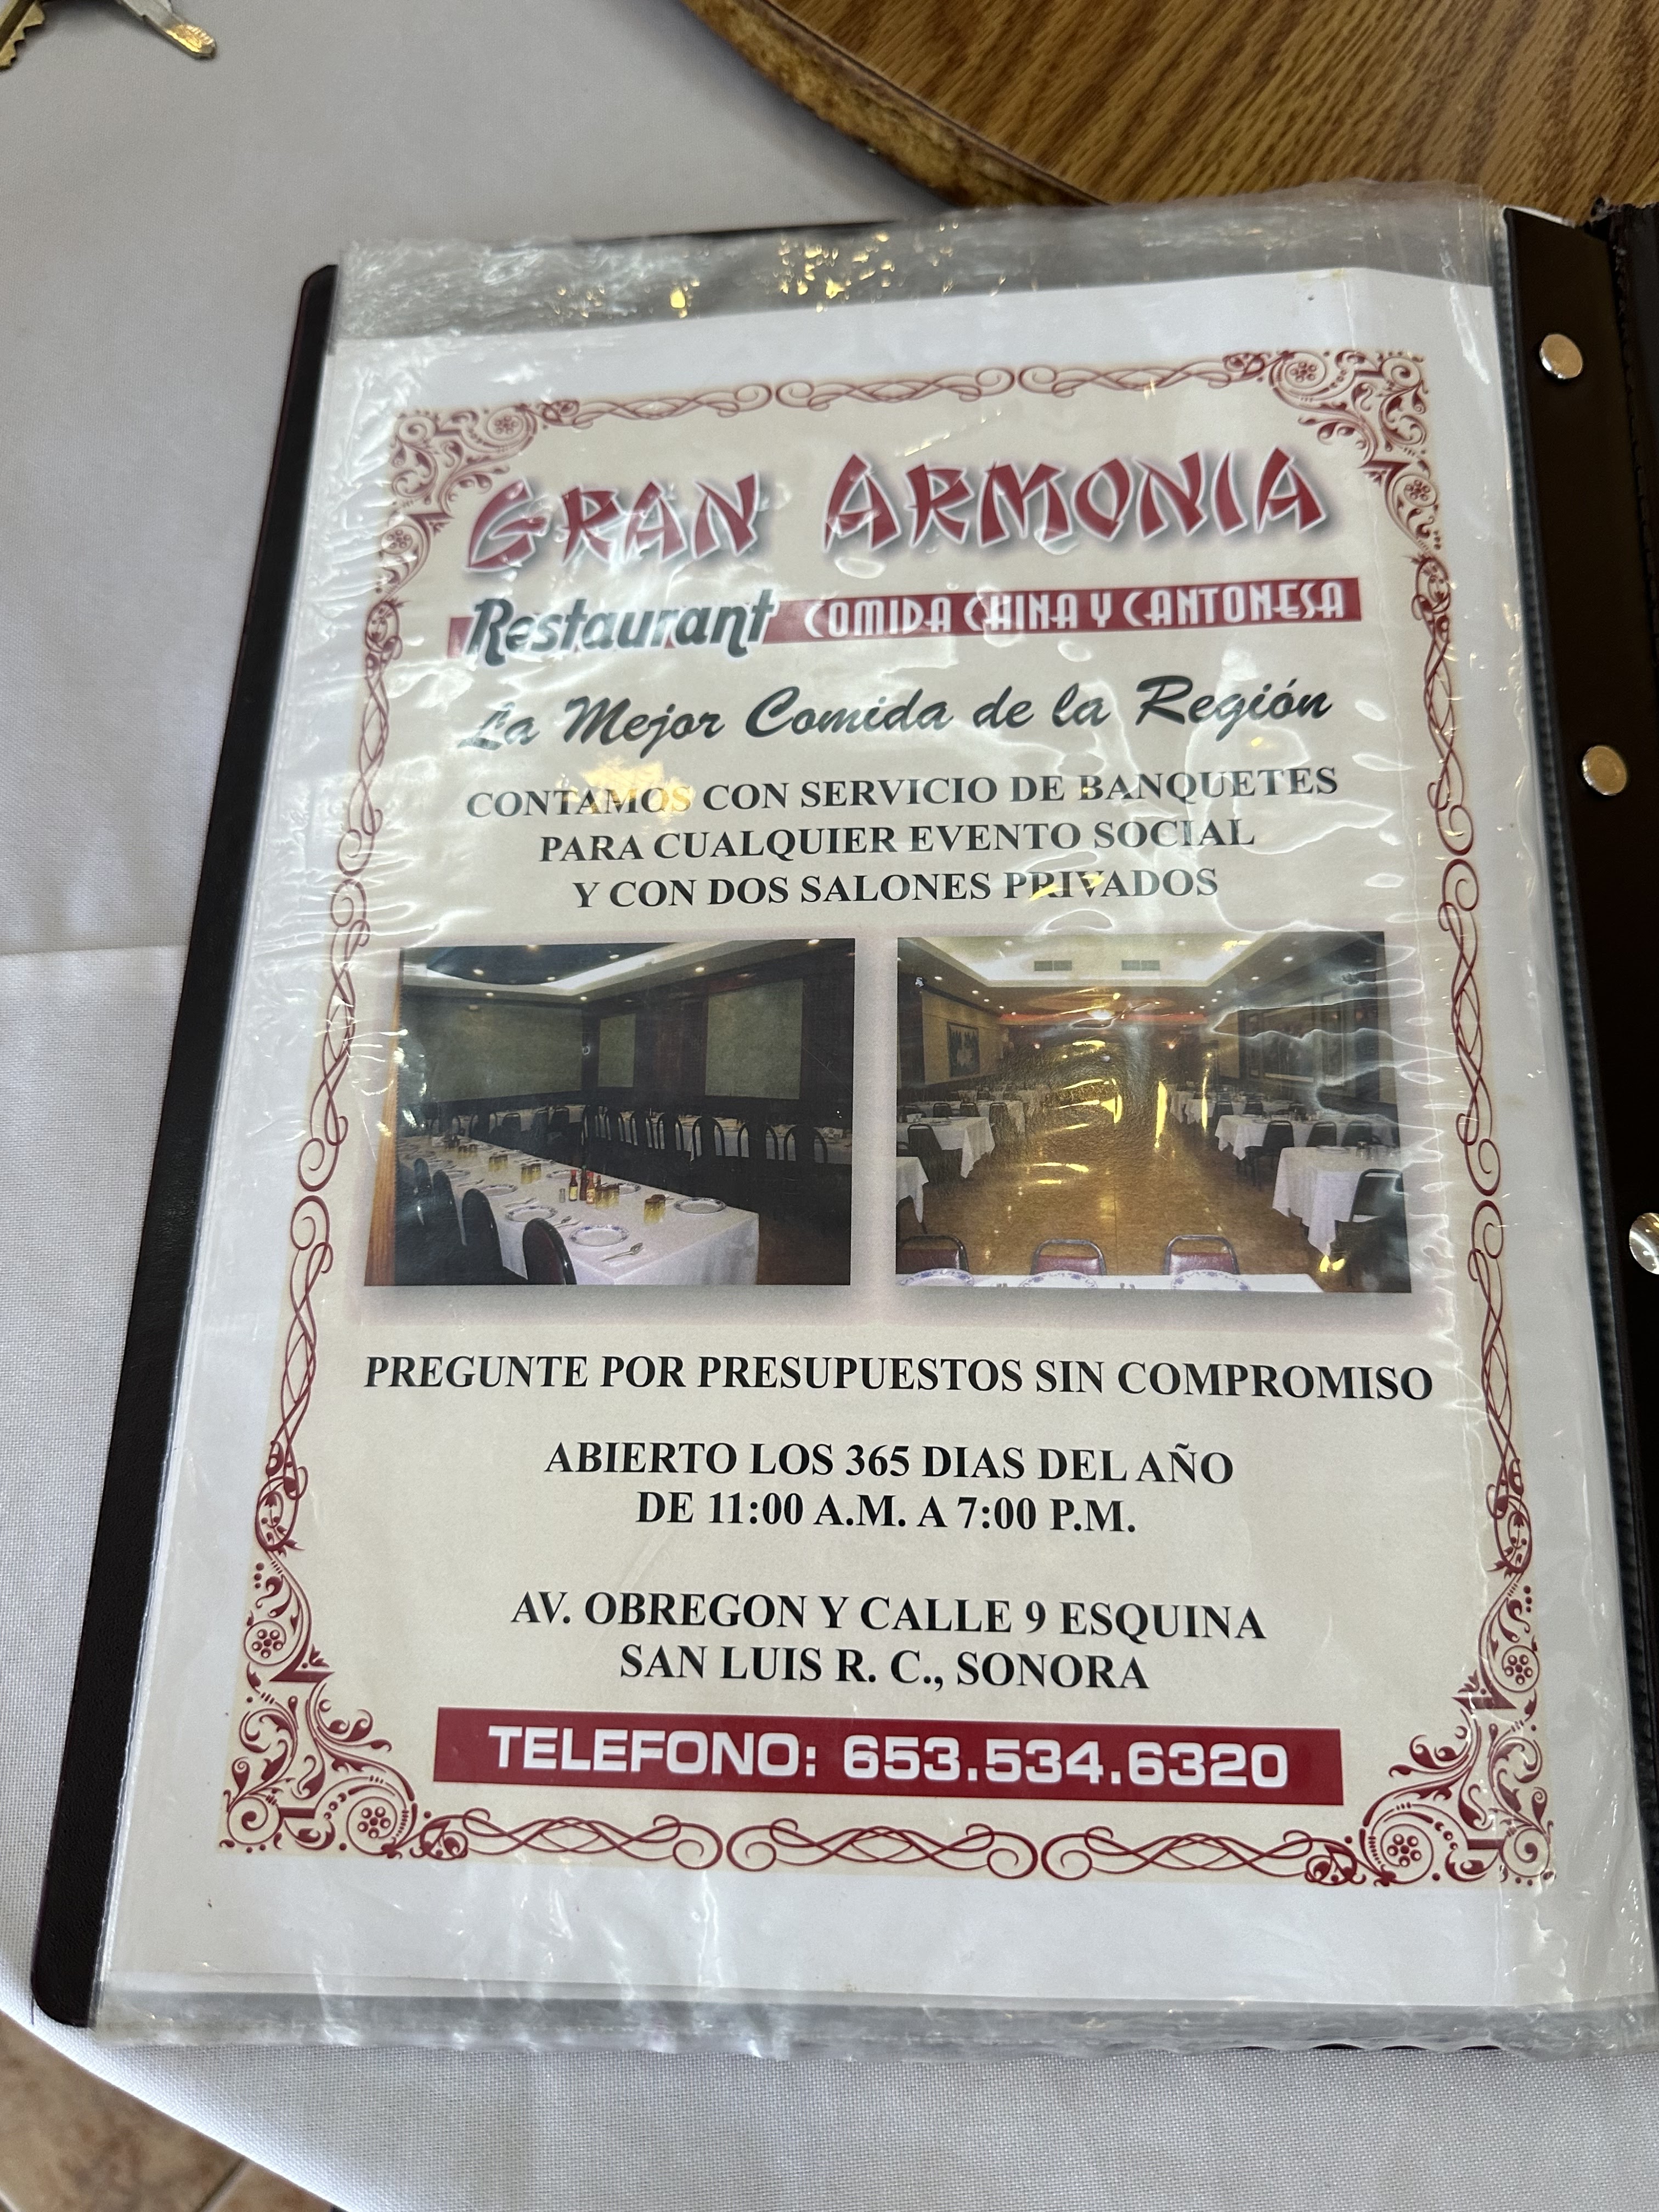 GRAN ARMONIA
Restaurant COMIDA CHINA Y CANTONESA
La Mejor Comida de la Región
CONTAMOS CON SERVICIO DE BANQUETES
PARA CUALQUIER EVENTO SOCIAL
Y CON DOS SALONES PRIVADOS
PREGUNTE POR PRESUPUESTOS SIN COMPROMISO
ABIERTO LOS 365 DIAS DEL AÑO
DE 11:00 A.M. A 7:00 P.M.
AV. OBREGON Y CALLE 9 ESQUINA
SAN LUIS R. C., SONORA
TELEFONO: 653.534.6320